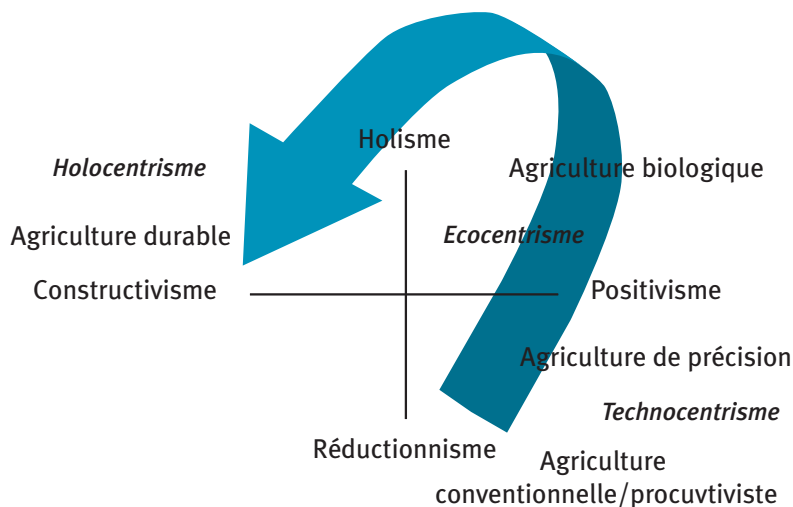 Holisme
Holocentrisme
Agriculture biologique
Agriculture durable
Ecocentrisme
Constructivisme
Positivisme
Agriculture de précision
Technocentrisme
Réductionnisme
Agriculture
conventionnelle/procuvtiviste